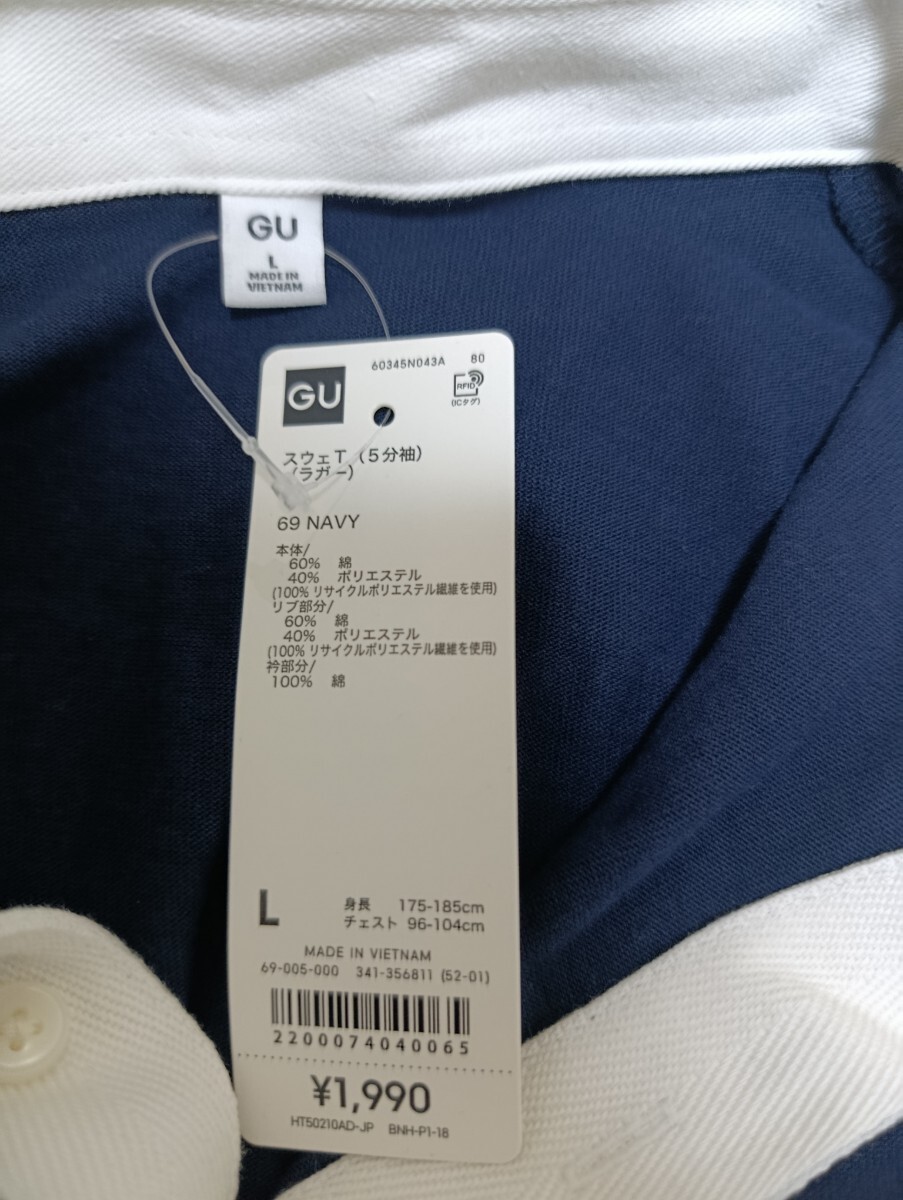 GU
L
MADE IN
VIETNAM
60345N043A 80
GU
RFID
(ICタグ)
スウェT (5分袖)
(ラガー)
69 NAVY
本体/
60% 綿
40% ポリエステル
(100% リサイクルポリエステル繊維を使用)
リブ部分/
60% 綿
40% ポリエステル
(100% リサイクルポリエステル繊維を使用)
衿部分/
100% 綿
L
身長 175-185cm
チェスト 96-104cm
MADE IN VIETNAM
69-005-000 341-356811 (52-01)
2200074040065
¥1,990
HT50210AD-JP BNH-P1-18